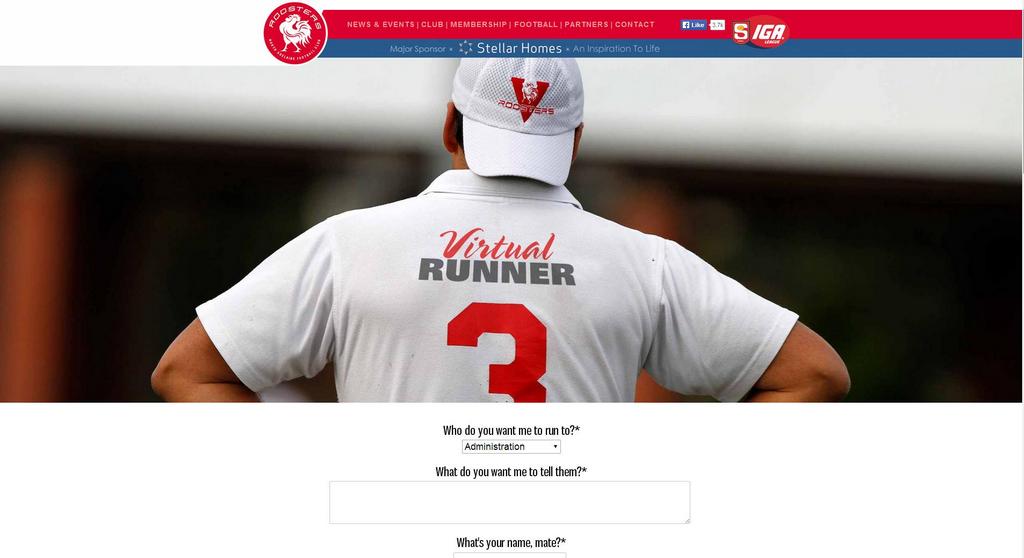 ROOSTERS
NORTH ADELAIDE FOOTBALL CLUB
NEWS & EVENTS | CLUB | MEMBERSHIP | FOOTBALL | PARTNERS | CONTACT
Like
3.7k
S
IGA
LEAGUE
Major Sponsor × Stellar Homes × An Inspiration To Life
V
ROOSTERS
Virtual
RUNNER
3
Who do you want me to run to?*
Administration
What do you want me to tell them?*
What's your name, mate?*